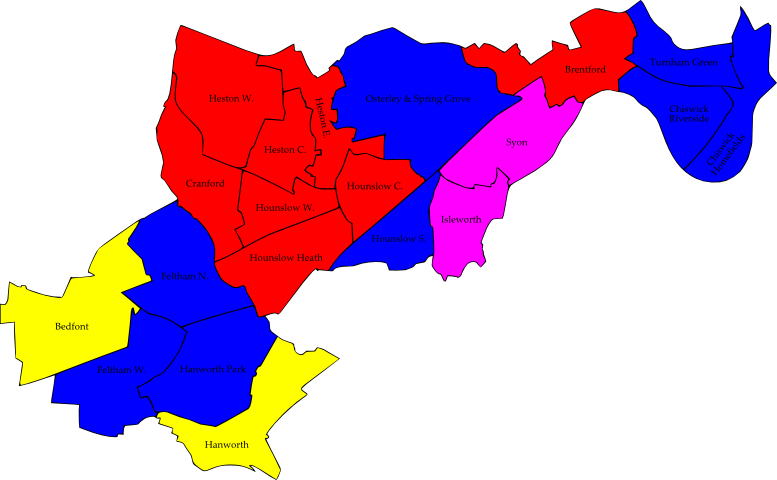 Turnham Green
Brentford
Heston W.
Osterley & Spring Grove
Heston E.
Chiswick
Riverside
Syon
Chiswick
Homefields
Heston C.
Cranford
Hounslow C.
Hounslow W.
Isleworth
Hounslow S.
Hounslow Heath
Feltham N.
Bedfont
Feltham W.
Hanworth Park
Hanworth